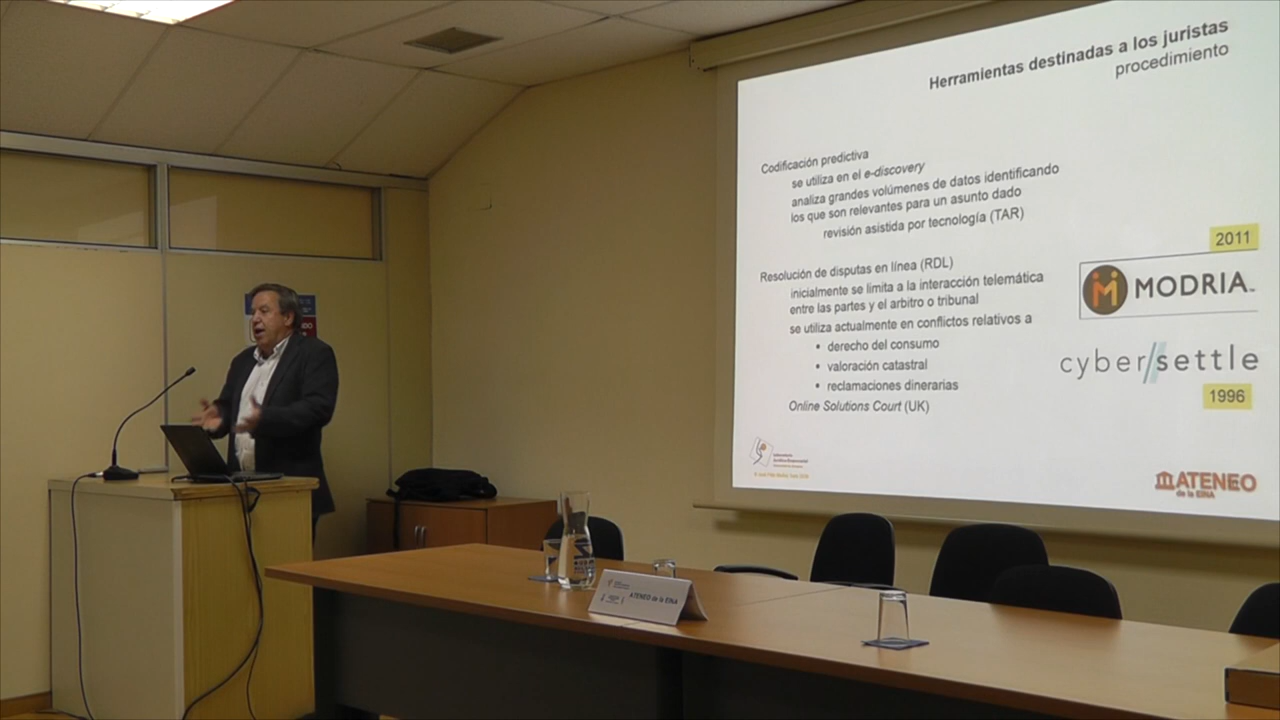 Herramientas destinadas a los juristas
procedimiento
Codificación predictiva
se utiliza en el e-discovery
analiza grandes volúmenes de datos identificando
los que son relevantes para un asunto dado
revisión asistida por tecnología (TAR)
2011
MODRIA
Resolución de disputas en línea (RDL)
inicialmente se limita a la interacción telemática
entre las partes y el arbitro o tribunal
se utiliza actualmente en conflictos relativos a
• derecho del consumo
• valoración catastral
• reclamaciones dinerarias
Online Solutions Court (UK)
cyber//settle
1996
ATENEO
de la EINA
ATENEO de la EINA